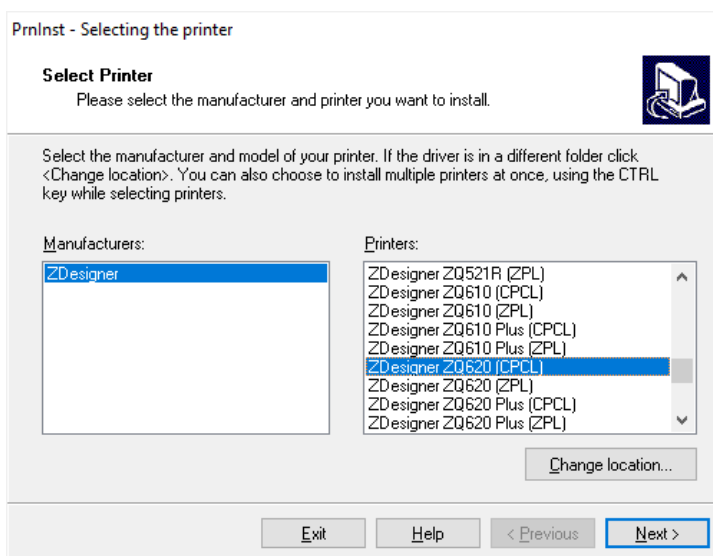 PrnInst - Selecting the printer
Select Printer
Please select the manufacturer and printer you want to install.
Select the manufacturer and model of your printer. If the driver is in a different folder click
<Change location>. You can also choose to install multiple printers at once, using the CTRL
key while selecting printers.
Manufacturers:
ZDesigner
Printers:
ZDesigner ZQ521R (ZPL)
ZDesigner ZQ610 (CPCL)
ZDesigner ZQ610 (ZPL)
ZDesigner ZQ610 Plus (CPCL)
ZDesigner ZQ610 Plus (ZPL)
ZDesigner ZQ620 (CPCL)
ZDesigner ZQ620 (ZPL)
ZDesigner ZQ620 Plus (CPCL)
ZDesigner ZQ620 Plus (ZPL)
Change location...
Exit
Help
< Previous
Next >